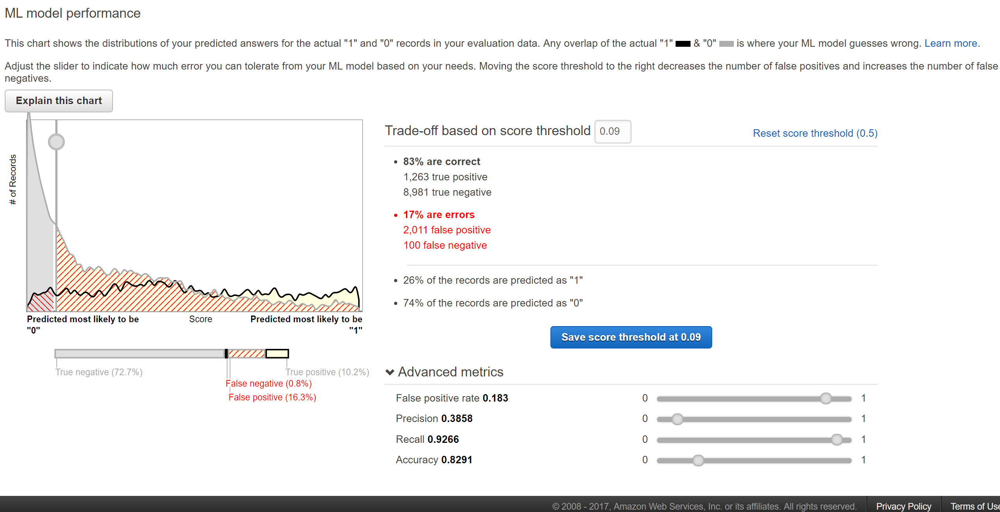 ML model performance
This chart shows the distributions of your predicted answers for the actual "1" and "0" records in your evaluation data. Any overlap of the actual "1" & "0" is where your ML model guesses wrong. Learn more.
Adjust the slider to indicate how much error you can tolerate from your ML model based on your needs. Moving the score threshold to the right decreases the number of false positives and increases the number of false
negatives.
Explain this chart
# of Records
Predicted most likely to be
"0"
Score
Predicted most likely to be
"1"
True negative (72.7%)
True positive (10.2%)
False negative (0.8%)
False positive (16.3%)
Trade-off based on score threshold 0.09
Reset score threshold (0.5)
• 83% are correct
1,263 true positive
8,981 true negative
• 17% are errors
2,011 false positive
100 false negative
• 26% of the records are predicted as "1"
• 74% of the records are predicted as "0"
Save score threshold at 0.09
Advanced metrics
False positive rate 0.183 0 1
Precision 0.3858 0 1
Recall 0.9266 0 1
Accuracy 0.8291 0 1
© 2008 - 2017, Amazon Web Services, Inc. or its affiliates. All rights reserved. Privacy Policy Terms of Use